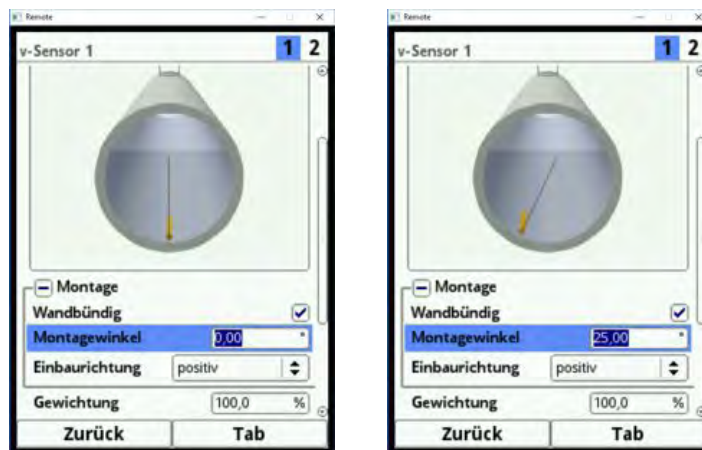 Remote
v-Sensor 1 1 2
Montage
Wandbündig
Montagewinkel 0,00 °
Einbaurichtung positiv
Gewichtung 100,0 %
Zurück Tab
Remote
v-Sensor 1 1 2
Montage
Wandbündig
Montagewinkel 25,00 °
Einbaurichtung positiv
Gewichtung 100,0 %
Zurück Tab